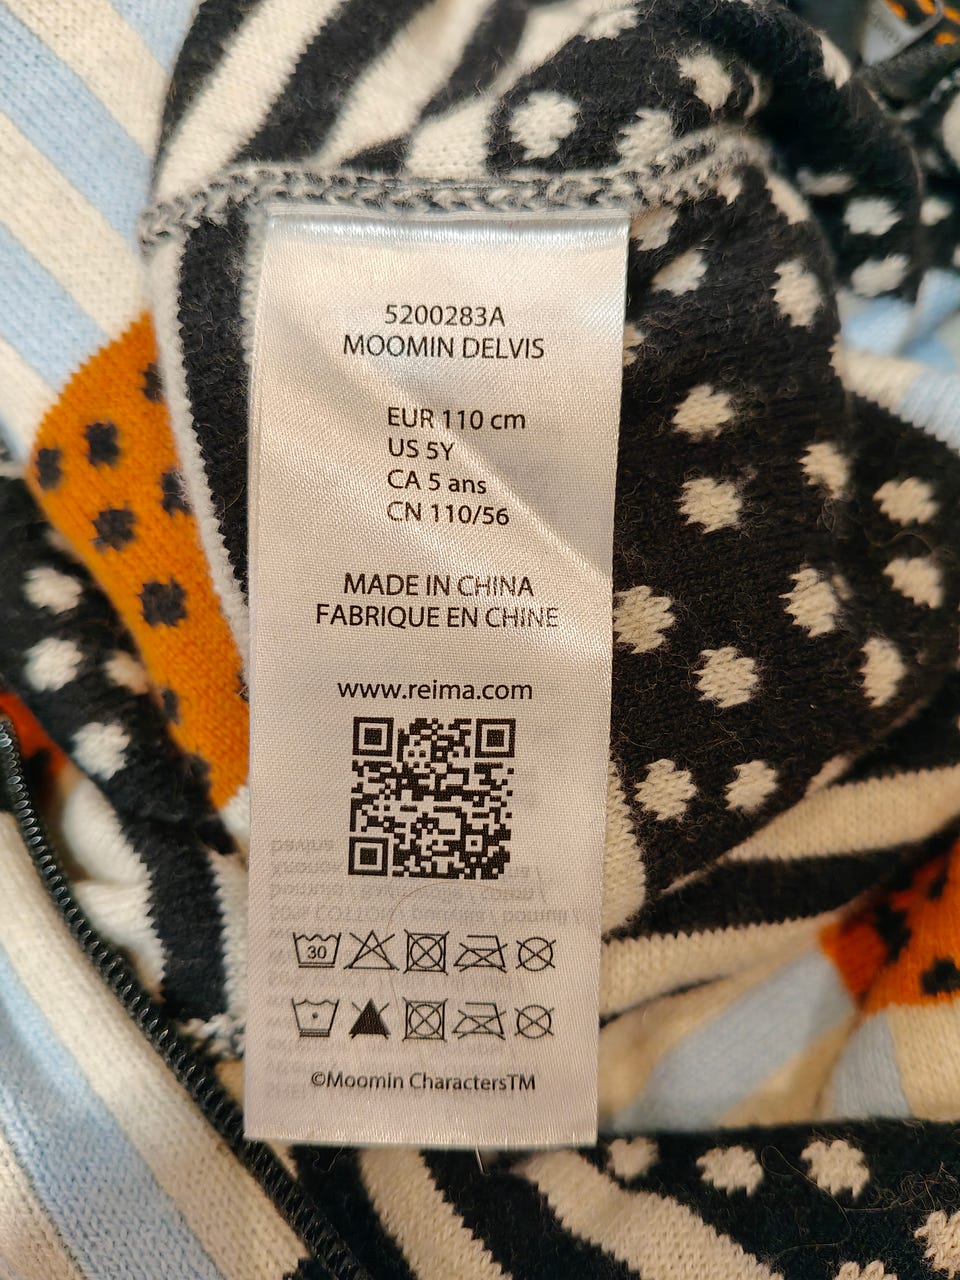 5200283A
MOOMIN DELVIS
EUR 110 cm
US 5Y
CA 5 ans
CN 110/56
MADE IN CHINA
FABRIQUE EN CHINE
www.reima.com
30
©Moomin CharactersTM